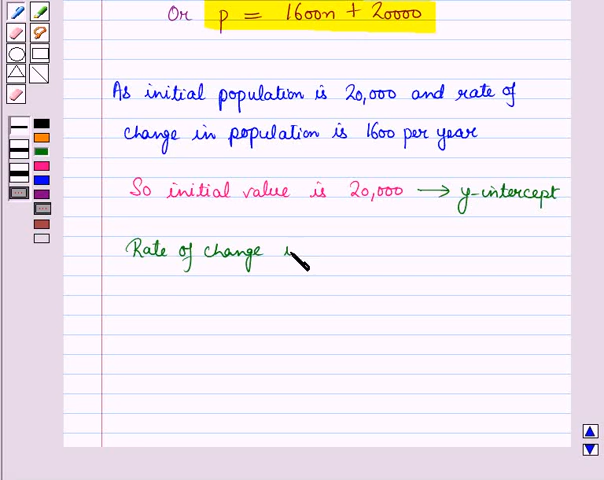 Or p = 1600n + 20000
As initial population is 20,000 and rate of
change in population is 1600 per year
So initial value is 20,000 → y-intercept
Rate of change i